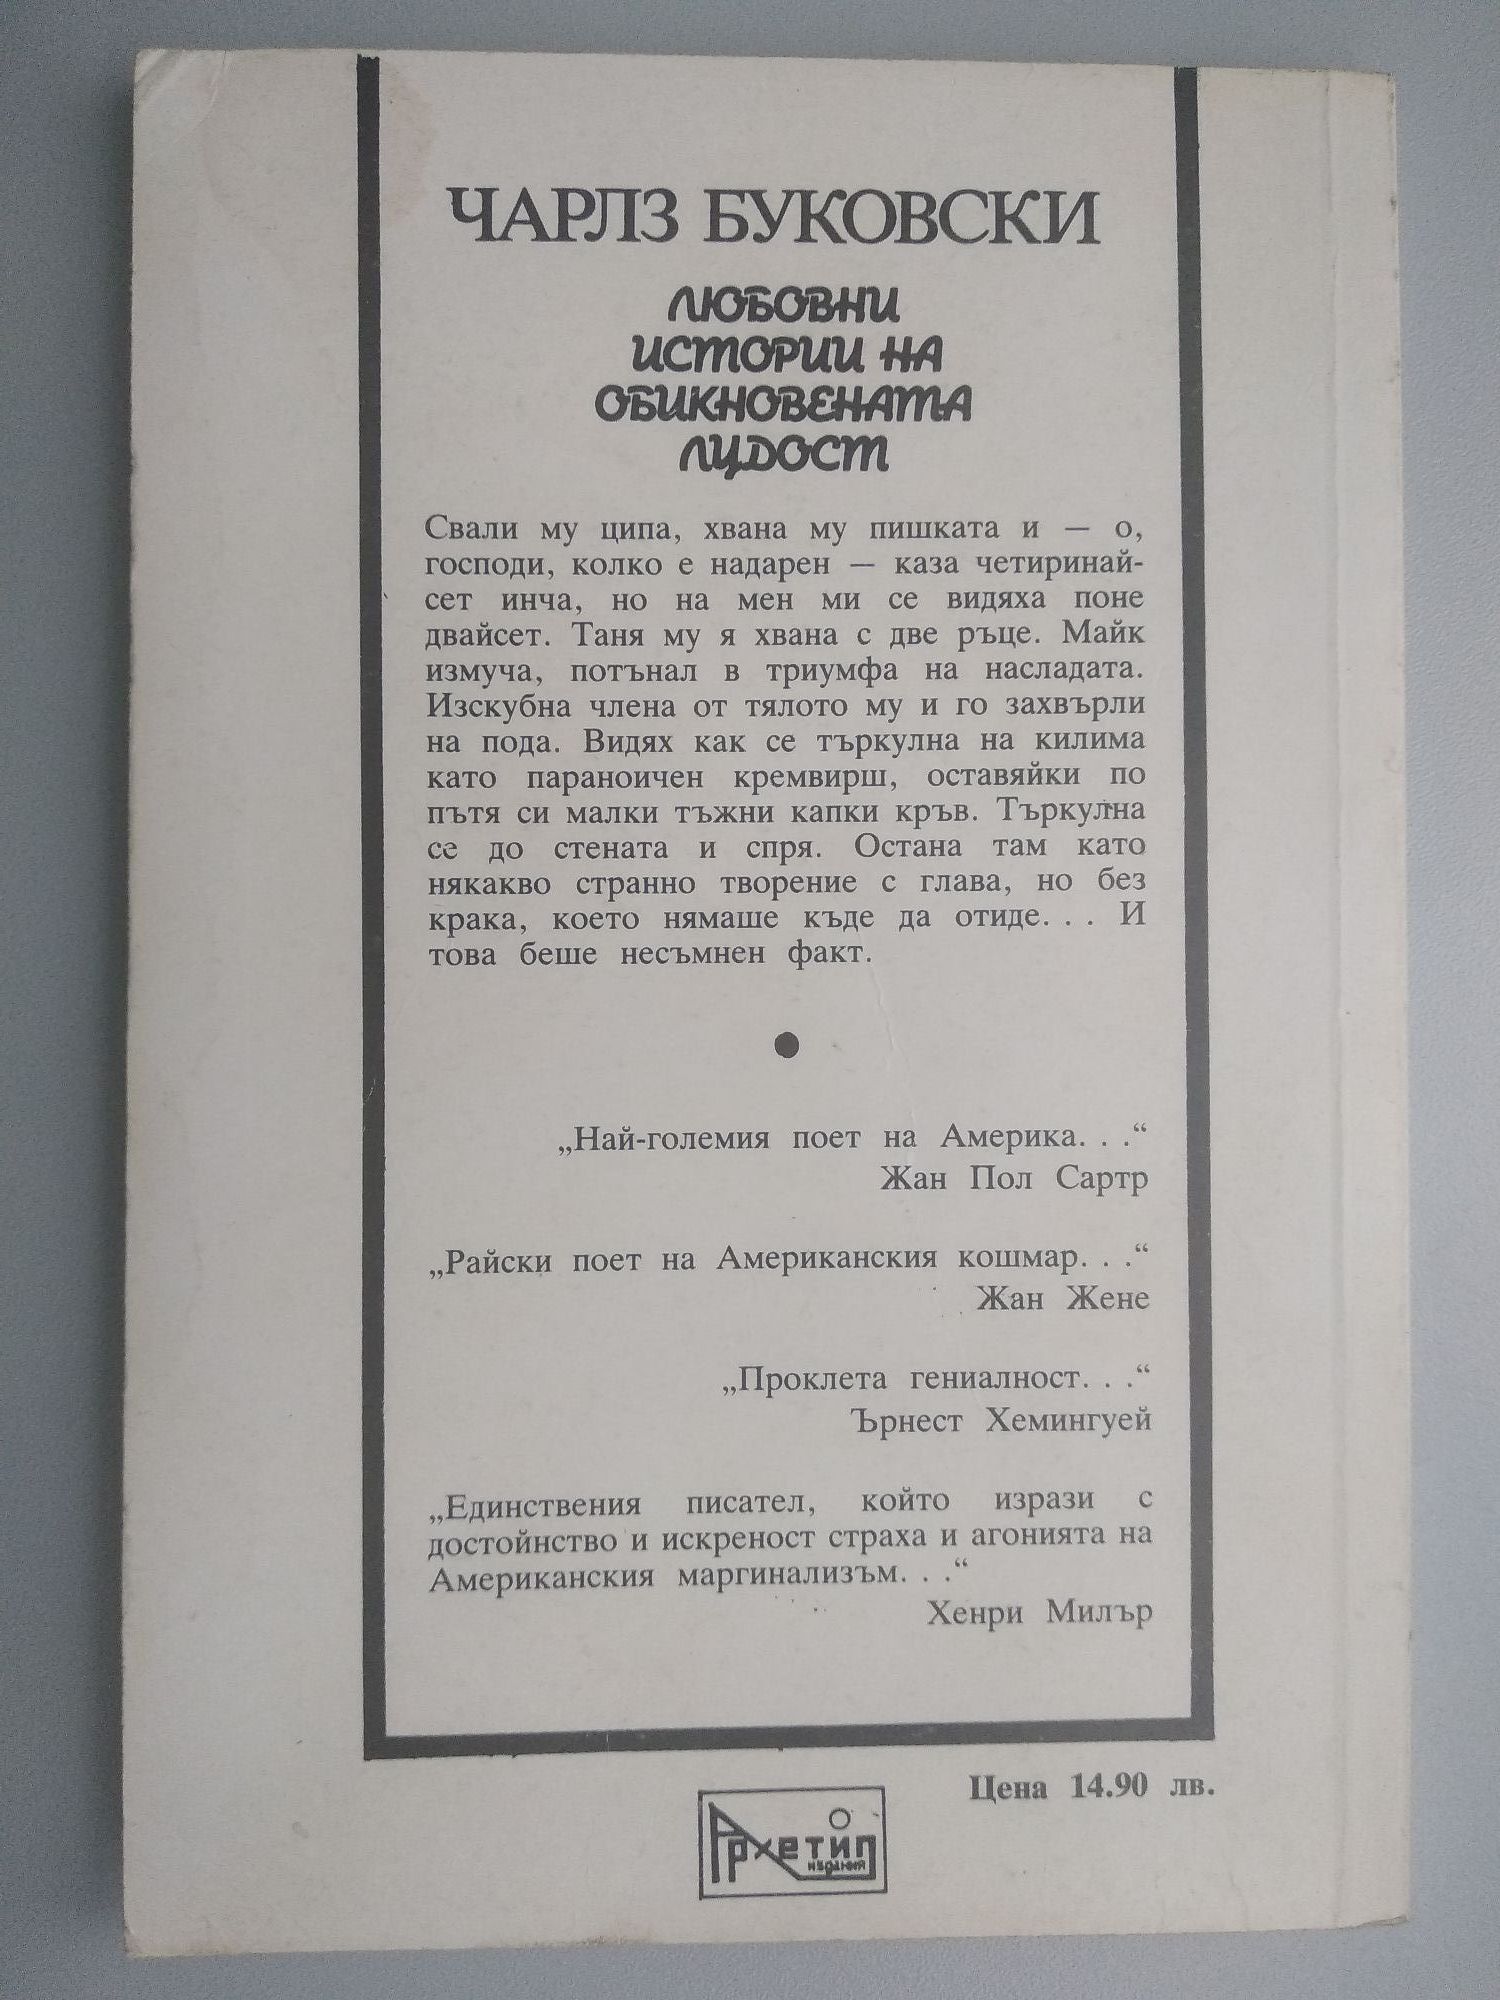 ЧАРЛЗ БУКОВСКИ
ЛЮБОВНИ
ИСТОРИИ НА
ОБИКНОВЕНАТА
ЛУДОСТ
Свали му ципа, хвана му пишката и — о,
господи, колко е надарен — каза четиринай-
сет инча, но на мен ми се видяха поне
двайсет. Таня му я хвана с две ръце. Майк
измуча, потънал в триумфа на насладата.
Изскубна члена от тялото му и го захвърли
на пода. Видях как се търкулна на килима
като параноичен кремвирш, оставяйки по
пътя си малки тъжни капки кръв. Търкулна
се до стената и спря. Остана там като
някакво странно творение с глава, но без
крака, което нямаше къде да отиде. . . И
това беше несъмнен факт.
„Най-големия поет на Америка. . .“
Жан Пол Сартр
„Райски поет на Американския кошмар. . .“
Жан Жене
„Проклета гениалност. . .“
Ърнест Хемингуей
„Единствения писател, който изрази с
достойнство и искреност страха и агонията на
Американския маргинализъм. . .“
Хенри Милър
Цена 14.90 лв.
Архетип
издания